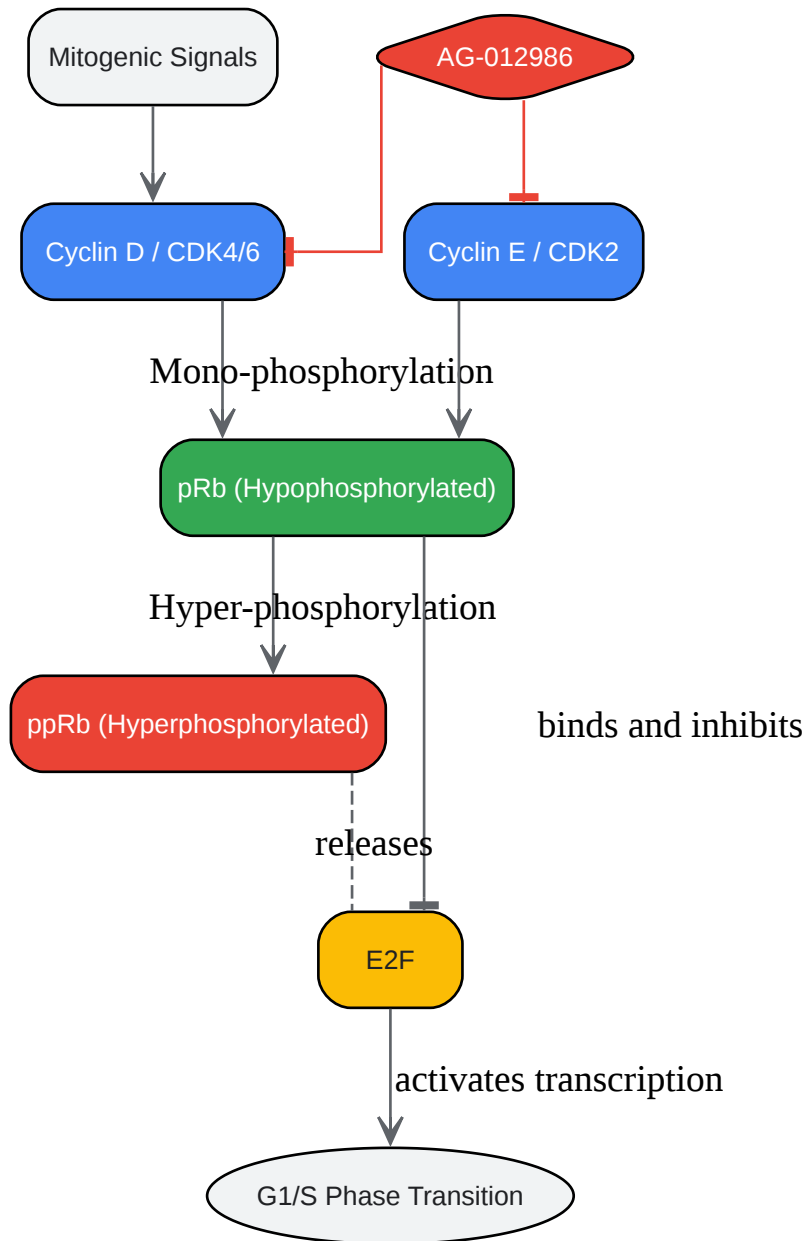 Mitogenic Signals
AG-012986
Cyclin D / CDK4/6
Cyclin E / CDK2
Mono-phosphorylation
pRb (Hypophosphorylated)
Hyper-phosphorylation
ppRb (Hyperphosphorylated)
binds and inhibits
releases
E2F
activates transcription
G1/S Phase Transition